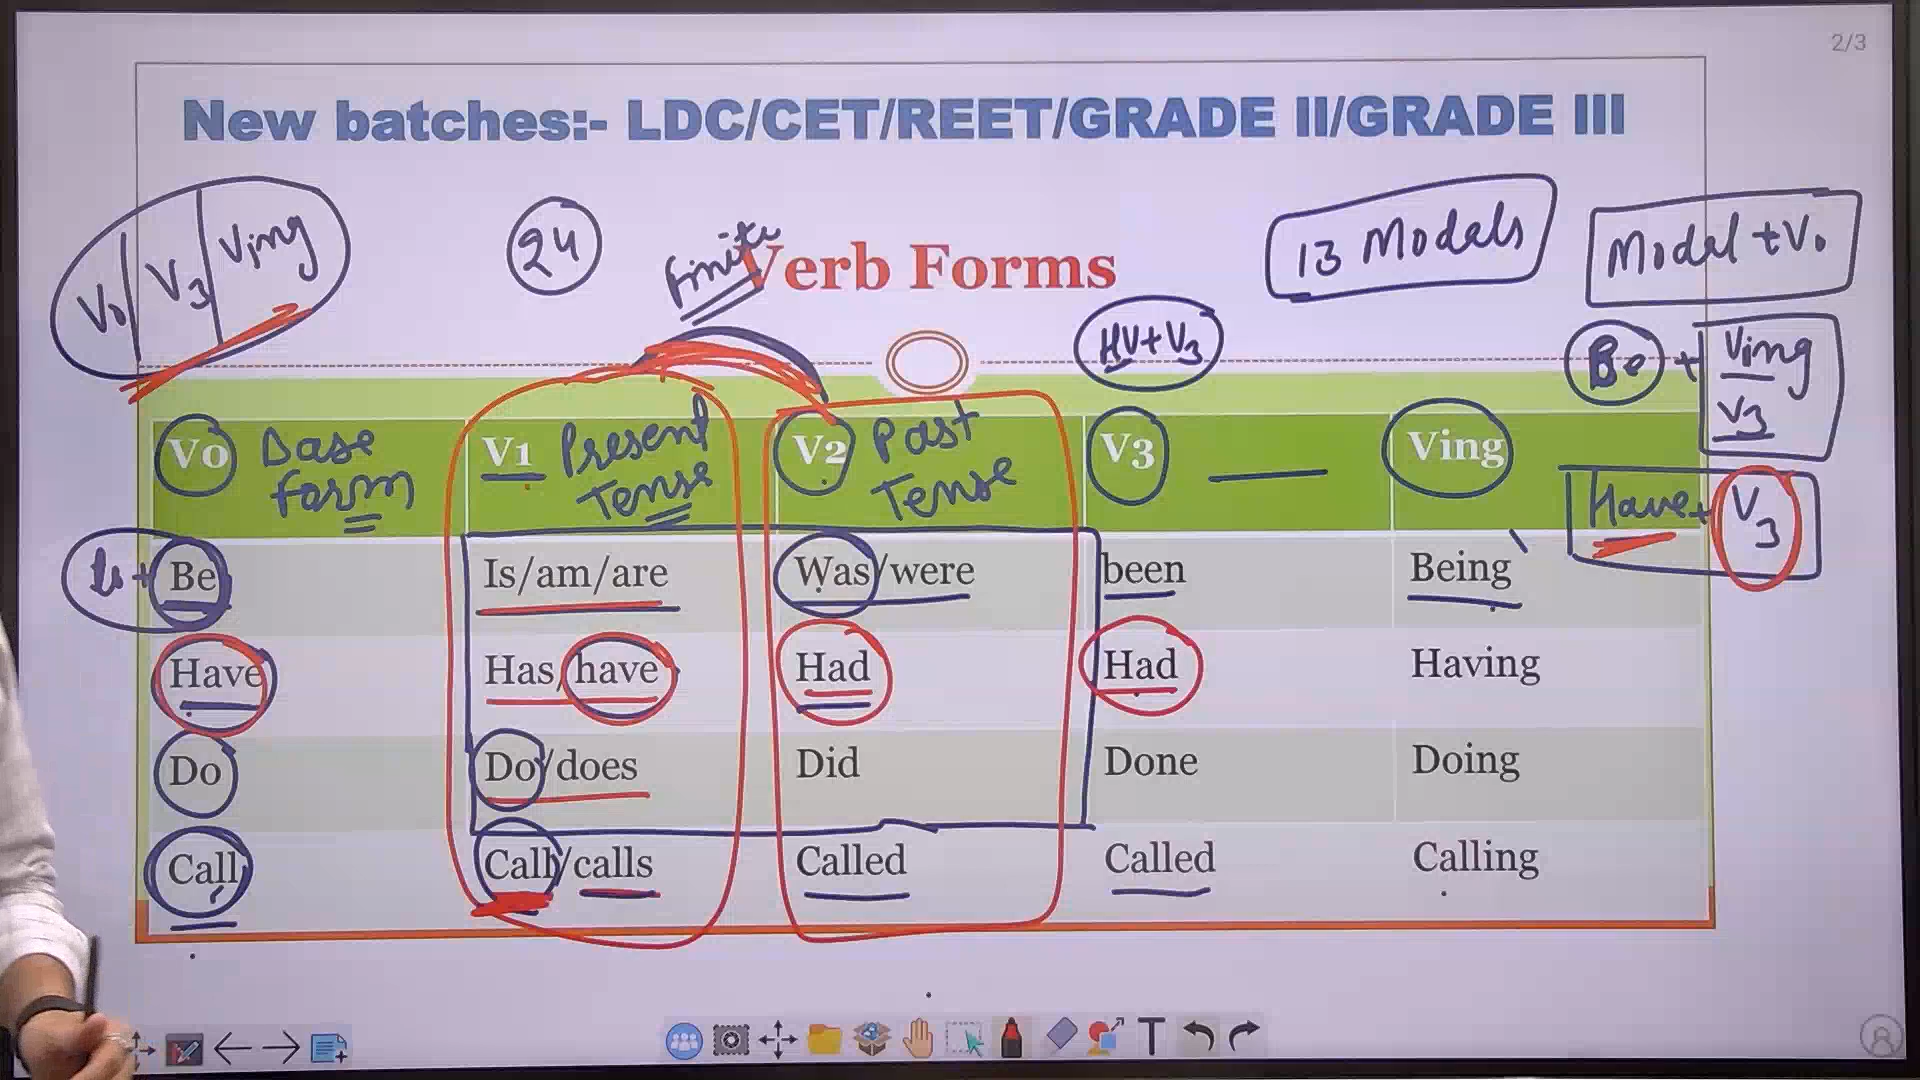 2/3
New batches:- LDC/CET/REET/GRADE II/GRADE III
V0 V3 Ving
24
Finite
Verb Forms
13 Modals
Modal + V0
HV + V3
Be + Ving
V3
V0 Base form
V1 Present Tense
V2 Past Tense
V3
Ving
Have + V3
Be Is/am/are Was/were been Being
Have Has/have Had Had Having
Do Do/does Did Done Doing
Call Call/calls Called Called Calling
T